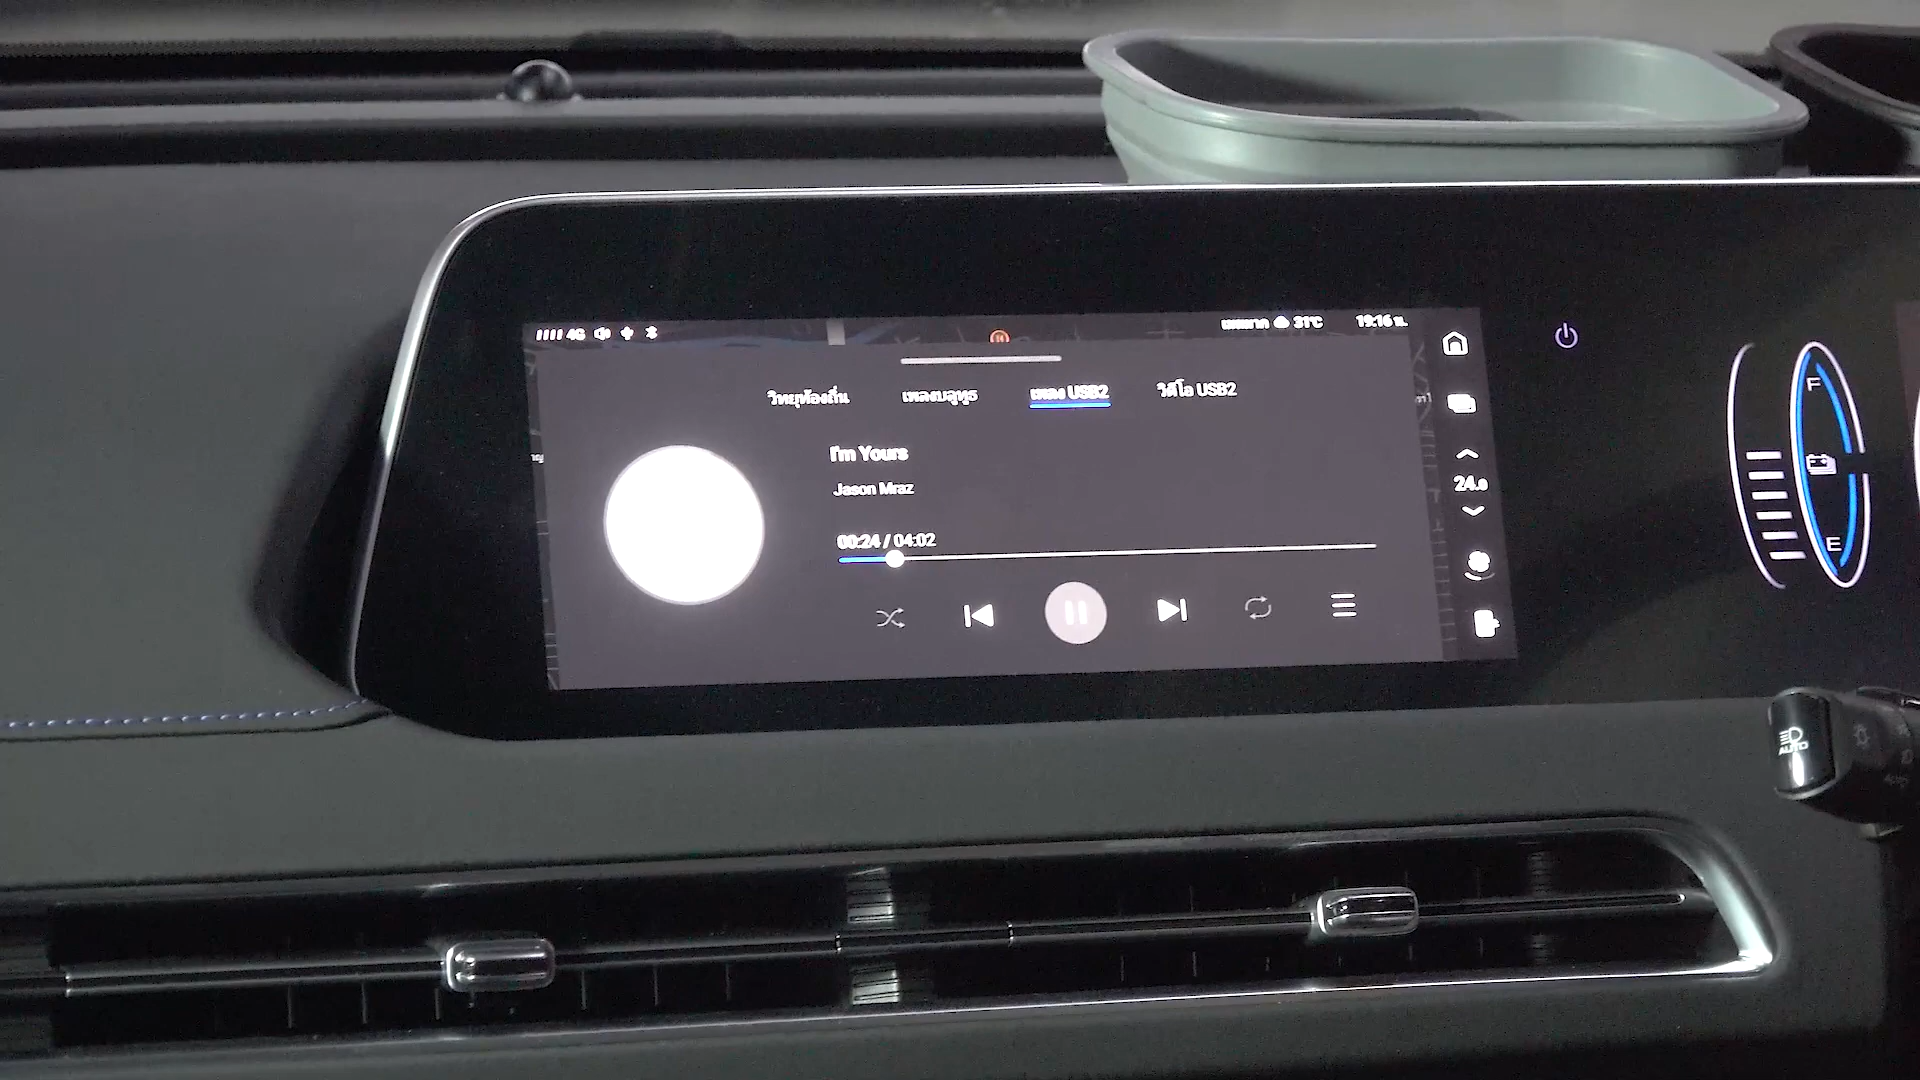 4G
31°C
19:16 น.
วิทยุท้องถิ่น เพลงบลูทูธ เพลง USB2 วิดีโอ USB2
I'm Yours
Jason Mraz
00:24 / 04:02
24.0
F
E
AUTO